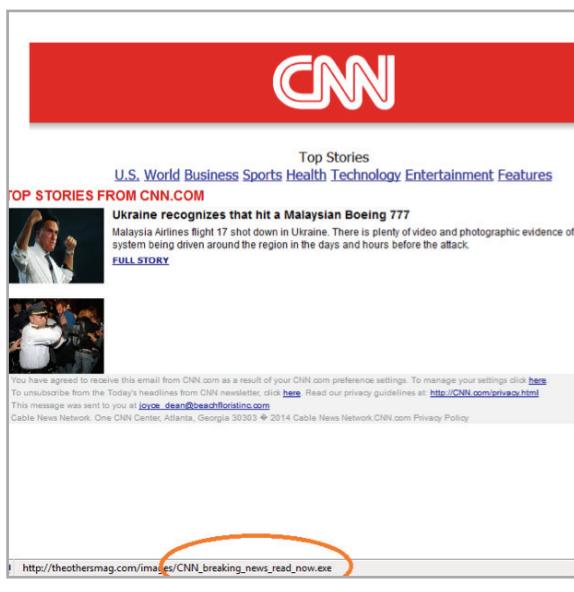 CNN
Top Stories
U.S. World Business Sports Health Technology Entertainment Features
TOP STORIES FROM CNN.COM
Ukraine recognizes that hit a Malaysian Boeing 777
Malaysia Airlines flight 17 shot down in Ukraine. There is plenty of video and photographic evidence of
system being driven around the region in the days and hours before the attack.
FULL STORY
You have agreed to receive this email from CNN.com as a result of your CNN.com preference settings. To manage your settings click here.
To unsubscribe from the Today's headlines from CNN newsletter, click here. Read our privacy guidelines at: http://CNN.com/privacy.html
This message was sent to you at joyce_dean@beachfloristinc.com
Cable News Network. One CNN Center, Atlanta, Georgia 30303 � 2014 Cable News Network.CNN.com Privacy Policy
http://theothersmag.com/images/CNN_breaking_news_read_now.exe